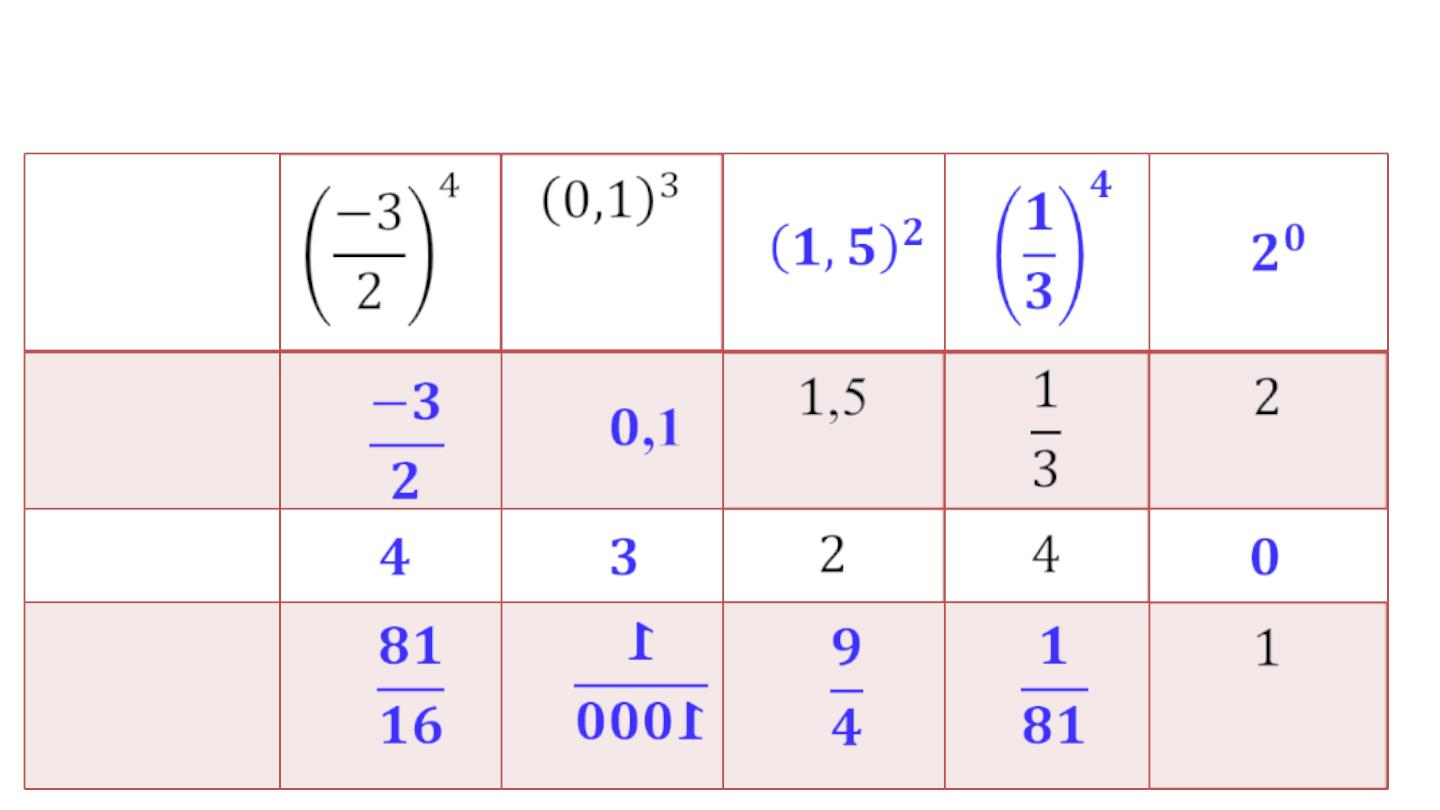 (−3/2)^4 (0,1)^3 (1,5)^2 (1/3)^4 2^0
−3/2 0,1 1,5 1/3 2
4 3 2 4 0
81/16 1/1000 9/4 1/81 1